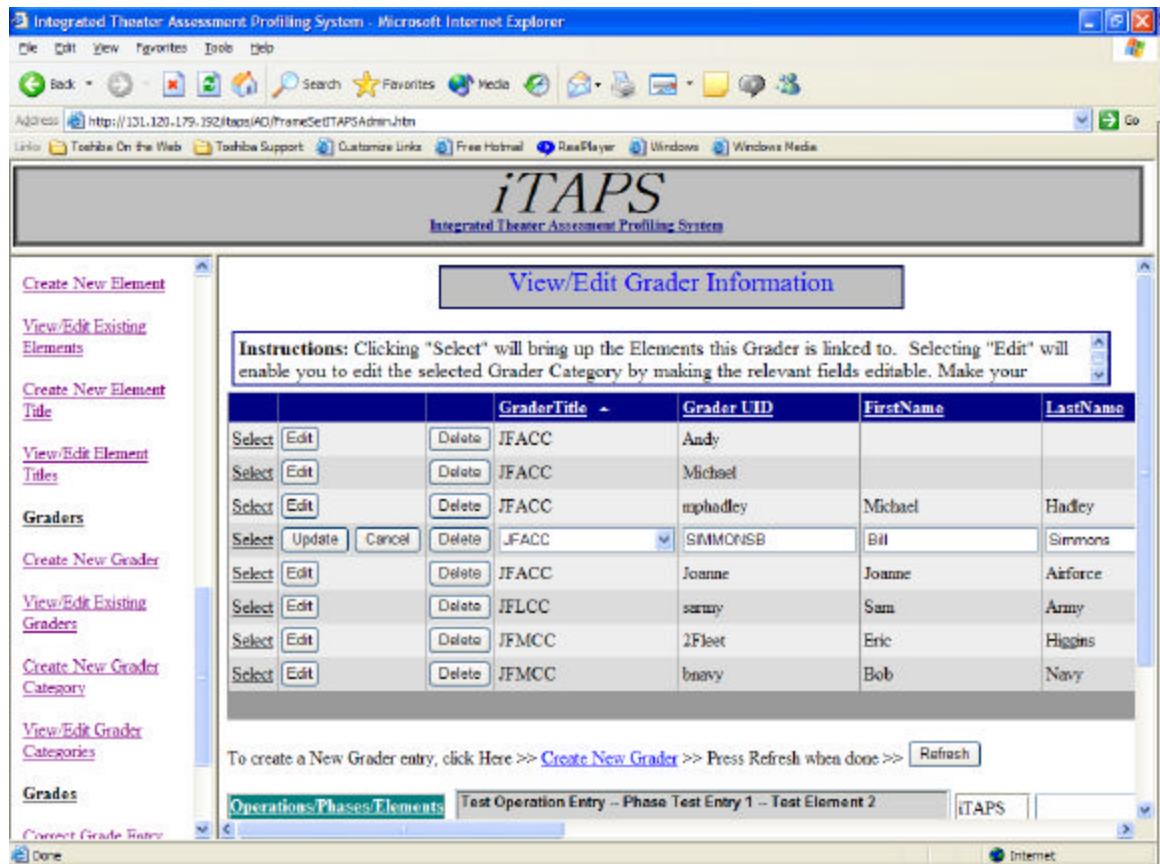 Integrated Theater Assessment Profiling System - Microsoft Internet Explorer
File Edit View Favorites Tools Help
Back Search Favorites Media
Address http://131.120.179.192/itaps/AO/FrameSetITAPSAdmin.htm Go
Links Toshiba On the Web Toshiba Support Customize Links Free Hotmail RealPlayer Windows Windows Media
iTAPS
Integrated Theater Assessment Profiling System
Create New Element
View/Edit Existing
Elements
Create New Element
Title
View/Edit Element
Titles
Graders
Create New Grader
View/Edit Existing
Graders
Create New Grader
Category
View/Edit Grader
Categories
Grades
Correct Grade Entry
View/Edit Grader Information
Instructions: Clicking "Select" will bring up the Elements this Grader is linked to. Selecting "Edit" will
enable you to edit the selected Grader Category by making the relevant fields editable. Make your
GraderTitle Grader UID FirstName LastName
Select Edit Delete JFACC Andy
Select Edit Delete JFACC Michael
Select Edit Delete JFACC mphadley Michael Hadley
Select Update Cancel Delete JFACC SIMMONSB Bill Simmons
Select Edit Delete JFACC Joanne Joanne Airforce
Select Edit Delete JFLCC sarmy Sam Army
Select Edit Delete JFMCC 2Fleet Eric Higgins
Select Edit Delete JFMCC bnavy Bob Navy
To create a New Grader entry, click Here >> Create New Grader >> Press Refresh when done >> Refresh
Operations/Phases/Elements Test Operation Entry -- Phase Test Entry 1 -- Test Element 2 iTAPS
Done Internet